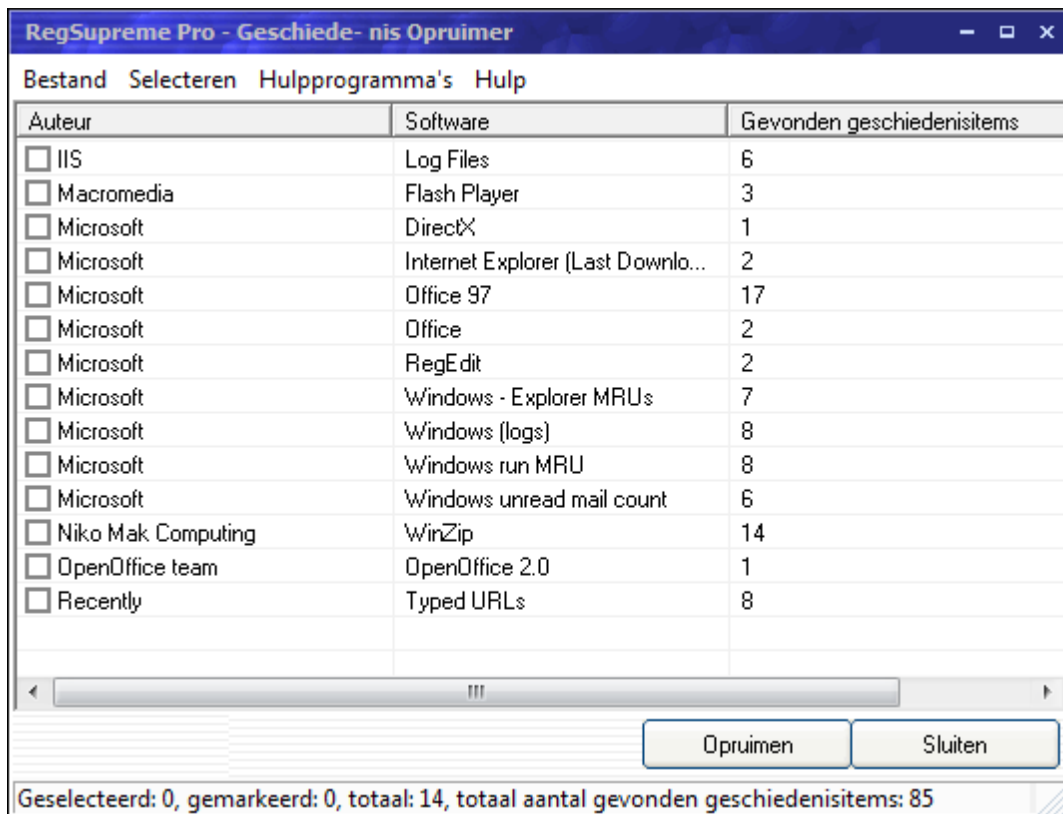 RegSupreme Pro - Geschiede- nis Opruimer
Bestand Selecteren Hulpprogramma's Hulp
Auteur Software Gevonden geschiedenisitems
IIS Log Files 6
Macromedia Flash Player 3
Microsoft DirectX 1
Microsoft Internet Explorer (Last Downlo... 2
Microsoft Office 97 17
Microsoft Office 2
Microsoft RegEdit 2
Microsoft Windows - Explorer MRUs 7
Microsoft Windows (logs) 8
Microsoft Windows run MRU 8
Microsoft Windows unread mail count 6
Niko Mak Computing WinZip 14
OpenOffice team OpenOffice 2.0 1
Recently Typed URLs 8
Opruimen Sluiten
Geselecteerd: 0, gemarkeerd: 0, totaal: 14, totaal aantal gevonden geschiedenisitems: 85